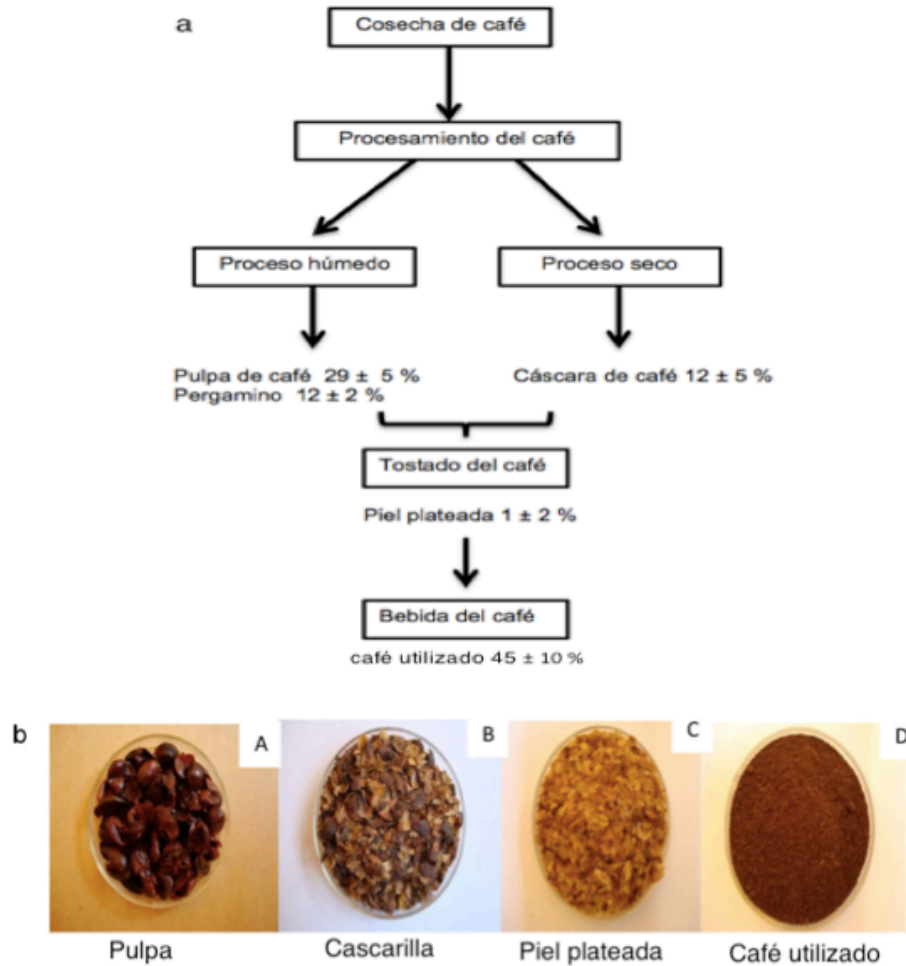 a
Cosecha de café
Procesamiento del café
Proceso húmedo
Proceso seco
Pulpa de café 29 ± 5 %
Pergamino 12 ± 2 %
Cáscara de café 12 ± 5 %
Tostado del café
Piel plateada 1 ± 2 %
Bebida del café
café utilizado 45 ± 10 %
b
A
B
C
D
Pulpa
Cascarilla
Piel plateada
Café utilizado